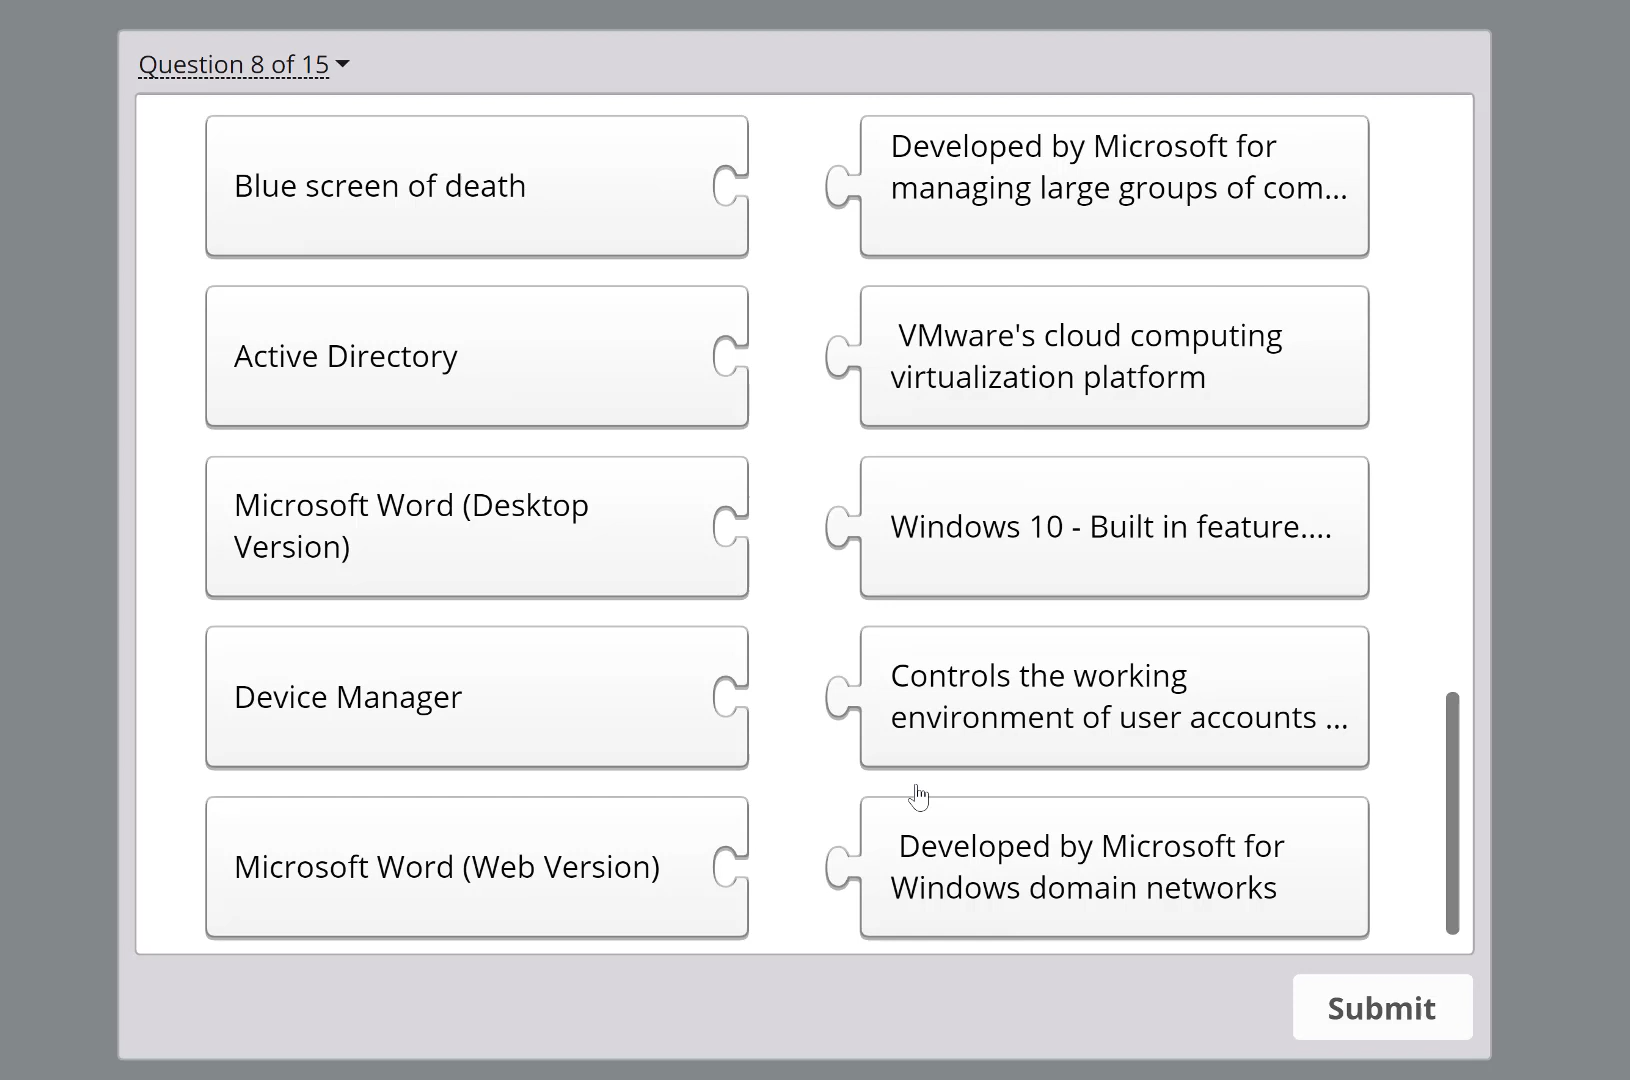 Question 8 of 15
Blue screen of death
Developed by Microsoft for
managing large groups of com...
Active Directory
VMware's cloud computing
virtualization platform
Microsoft Word (Desktop
Version)
Windows 10 - Built in feature....
Device Manager
Controls the working
environment of user accounts ...
Microsoft Word (Web Version)
Developed by Microsoft for
Windows domain networks
Submit